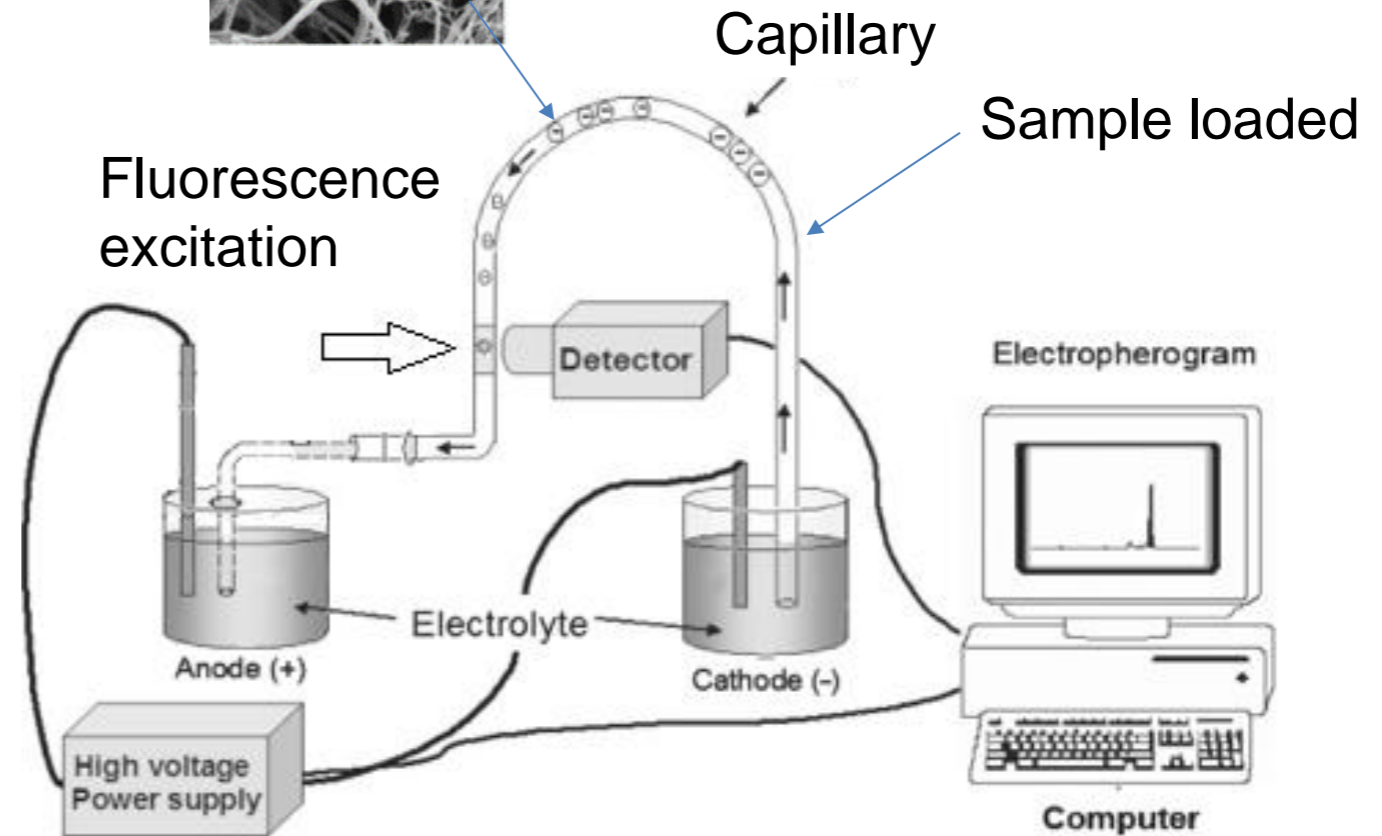 Capillary
Sample loaded
Fluorescence
excitation
Detector
Electropherogram
Electrolyte
Anode (+)
Cathode (-)
High voltage
Power supply
Computer